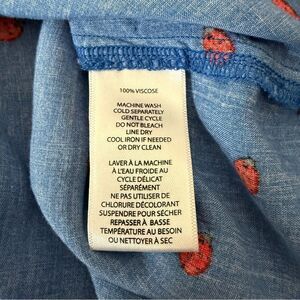 100% VISCOSE
MACHINE WASH
COLD SEPARATELY
GENTLE CYCLE
DO NOT BLEACH
LINE DRY
COOL IRON IF NEEDED
OR DRY CLEAN
LAVER À LA MACHINE
À L'EAU FROIDE AU
CYCLE DÉLICAT
SÉPARÉMENT
NE PAS UTILISER DE
CHLORURE DÉCOLORANT
SUSPENDRE POUR SÉCHER
REPASSER À BASSE
TEMPÉRATURE AU BESOIN
OU NETTOYER À SEC